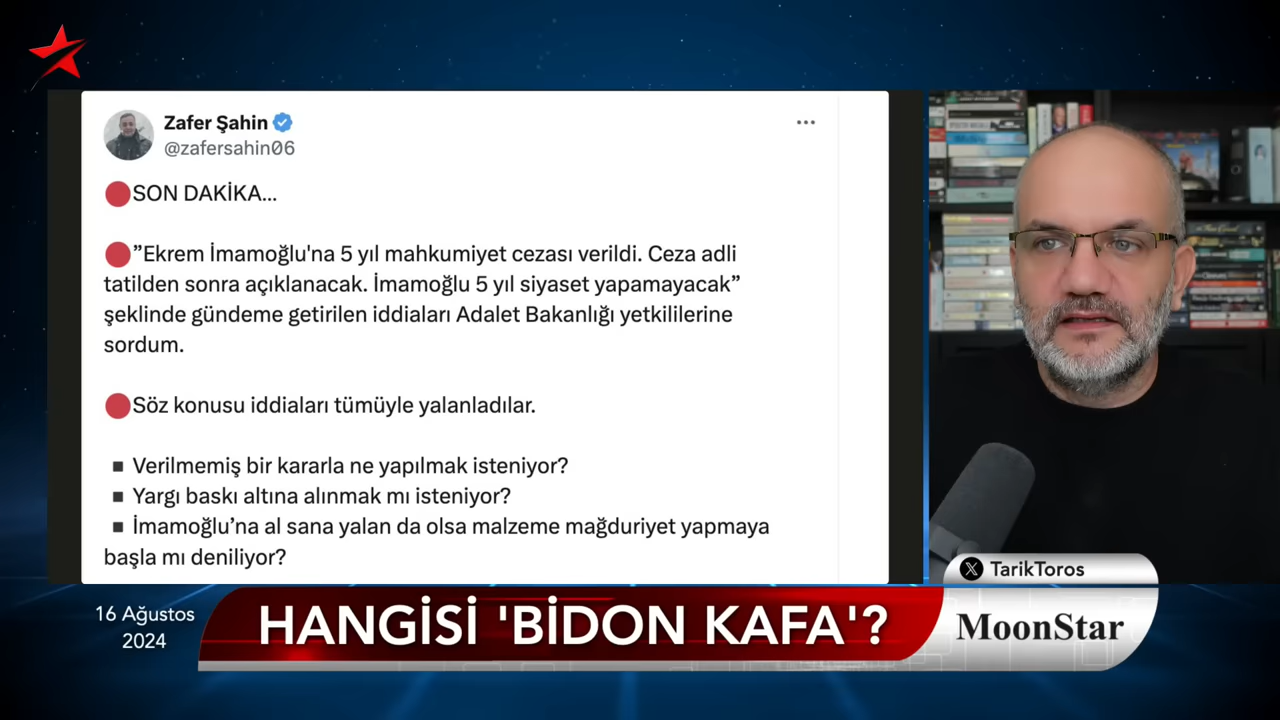 Zafer Şahin
@zafersahin06
SON DAKİKA...
”Ekrem İmamoğlu'na 5 yıl mahkumiyet cezası verildi. Ceza adli
tatilden sonra açıklanacak. İmamoğlu 5 yıl siyaset yapamayacak”
şeklinde gündeme getirilen iddiaları Adalet Bakanlığı yetkililerine
sordum.
Söz konusu iddiaları tümüyle yalanladılar.
▪ Verilmemiş bir kararla ne yapılmak isteniyor?
▪ Yargı baskı altına alınmak mı isteniyor?
▪ İmamoğlu’na al sana yalan da olsa malzeme mağduriyet yapmaya
başla mı deniliyor?
TarikToros
16 Ağustos
2024
HANGİSİ 'BİDON KAFA'?
MoonStar